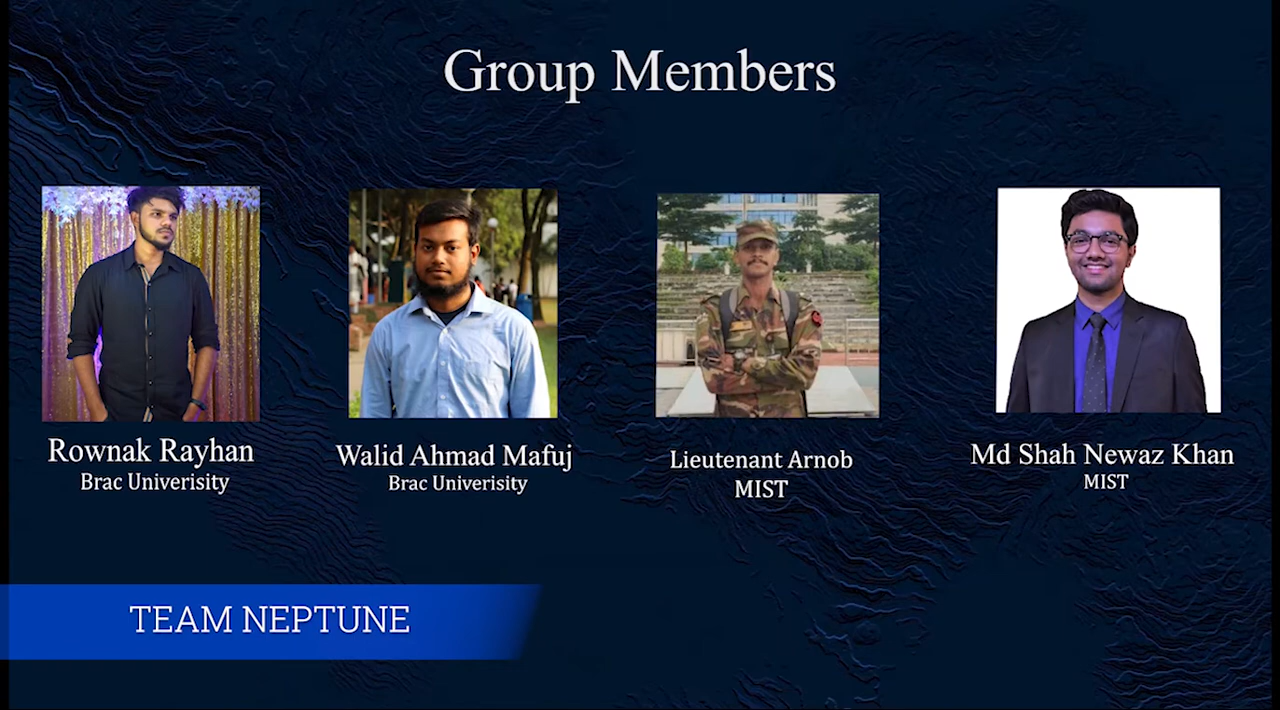 Group Members
Rownak Rayhan
Brac Univerisity
Walid Ahmad Mafuj
Brac Univerisity
Lieutenant Arnob
MIST
Md Shah Newaz Khan
MIST
TEAM NEPTUNE